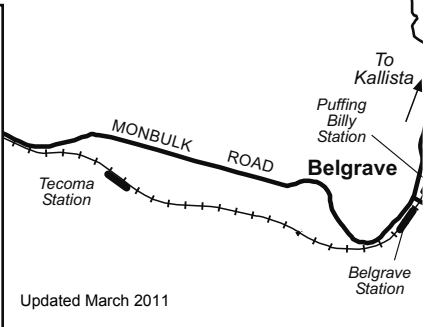 To
Kallista
Puffing
Billy
Station
MONBULK ROAD
Belgrave
Tecoma
Station
Belgrave
Station
Updated March 2011